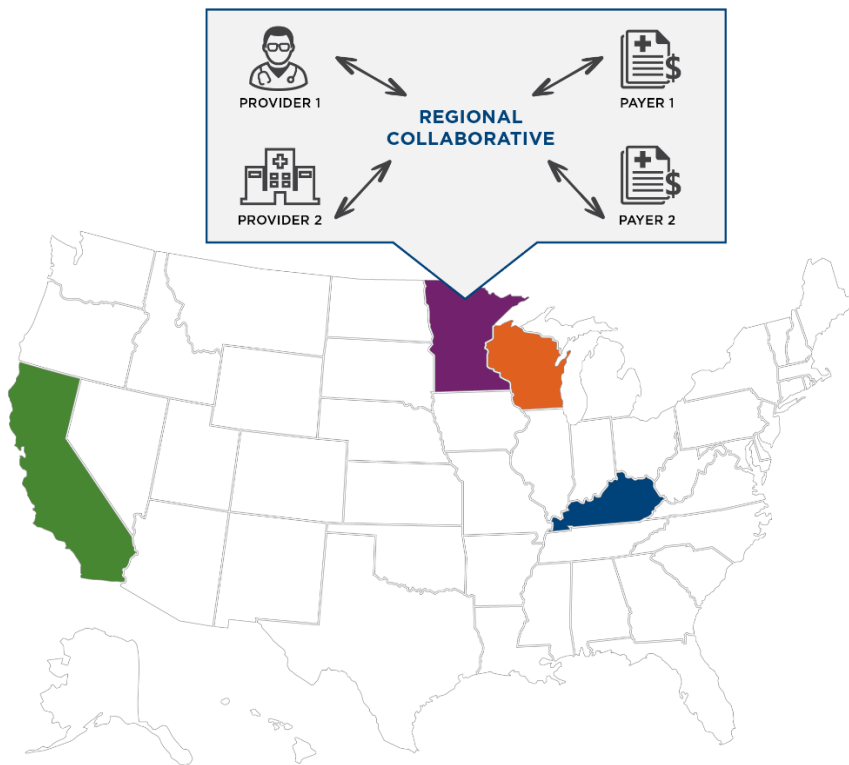 PROVIDER 1
PAYER 1
REGIONAL
COLLABORATIVE
PROVIDER 2
PAYER 2
$
$